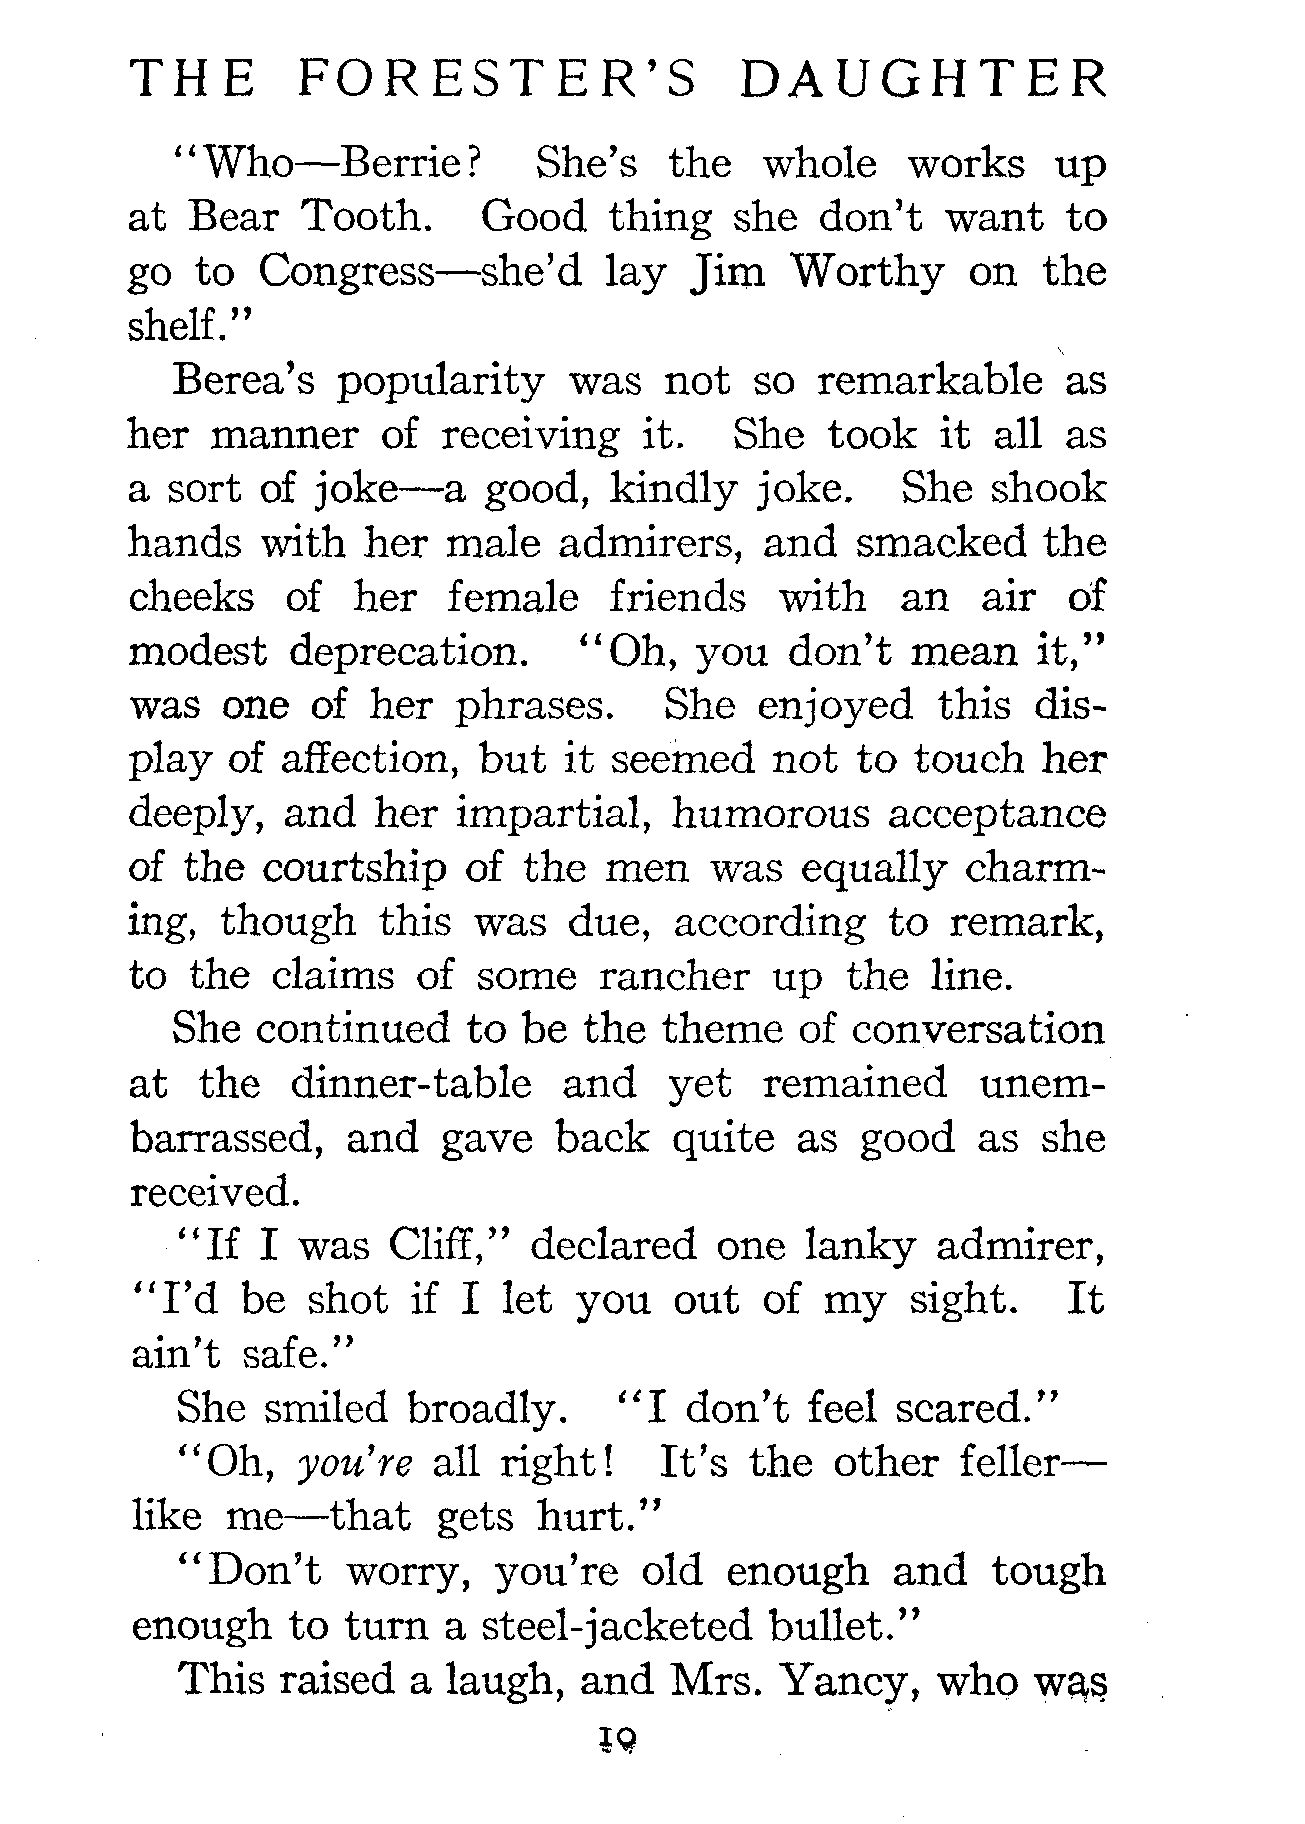 THE FORESTER'S DAUGHTER
"Who—Berrie? She's the whole works up
at Bear Tooth. Good thing she don't want to
go to Congress—she'd lay Jim Worthy on the
shelf."
Berea's popularity was not so remarkable as
her manner of receiving it. She took it all as
a sort of joke—a good, kindly joke. She shook
hands with her male admirers, and smacked the
cheeks of her female friends with an air of
modest deprecation. "Oh, you don't mean it,"
was one of her phrases. She enjoyed this dis-
play of affection, but it seemed not to touch her
deeply, and her impartial, humorous acceptance
of the courtship of the men was equally charm-
ing, though this was due, according to remark,
to the claims of some rancher up the line.
She continued to be the theme of conversation
at the dinner-table and yet remained unem-
barrassed, and gave back quite as good as she
received.
"If I was Cliff," declared one lanky admirer,
"I'd be shot if I let you out of my sight. It
ain't safe."
She smiled broadly. "I don't feel scared."
"Oh, you're all right! It's the other feller—
like me—that gets hurt."
"Don't worry, you're old enough and tough
enough to turn a steel-jacketed bullet."
This raised a laugh, and Mrs. Yancy, who was